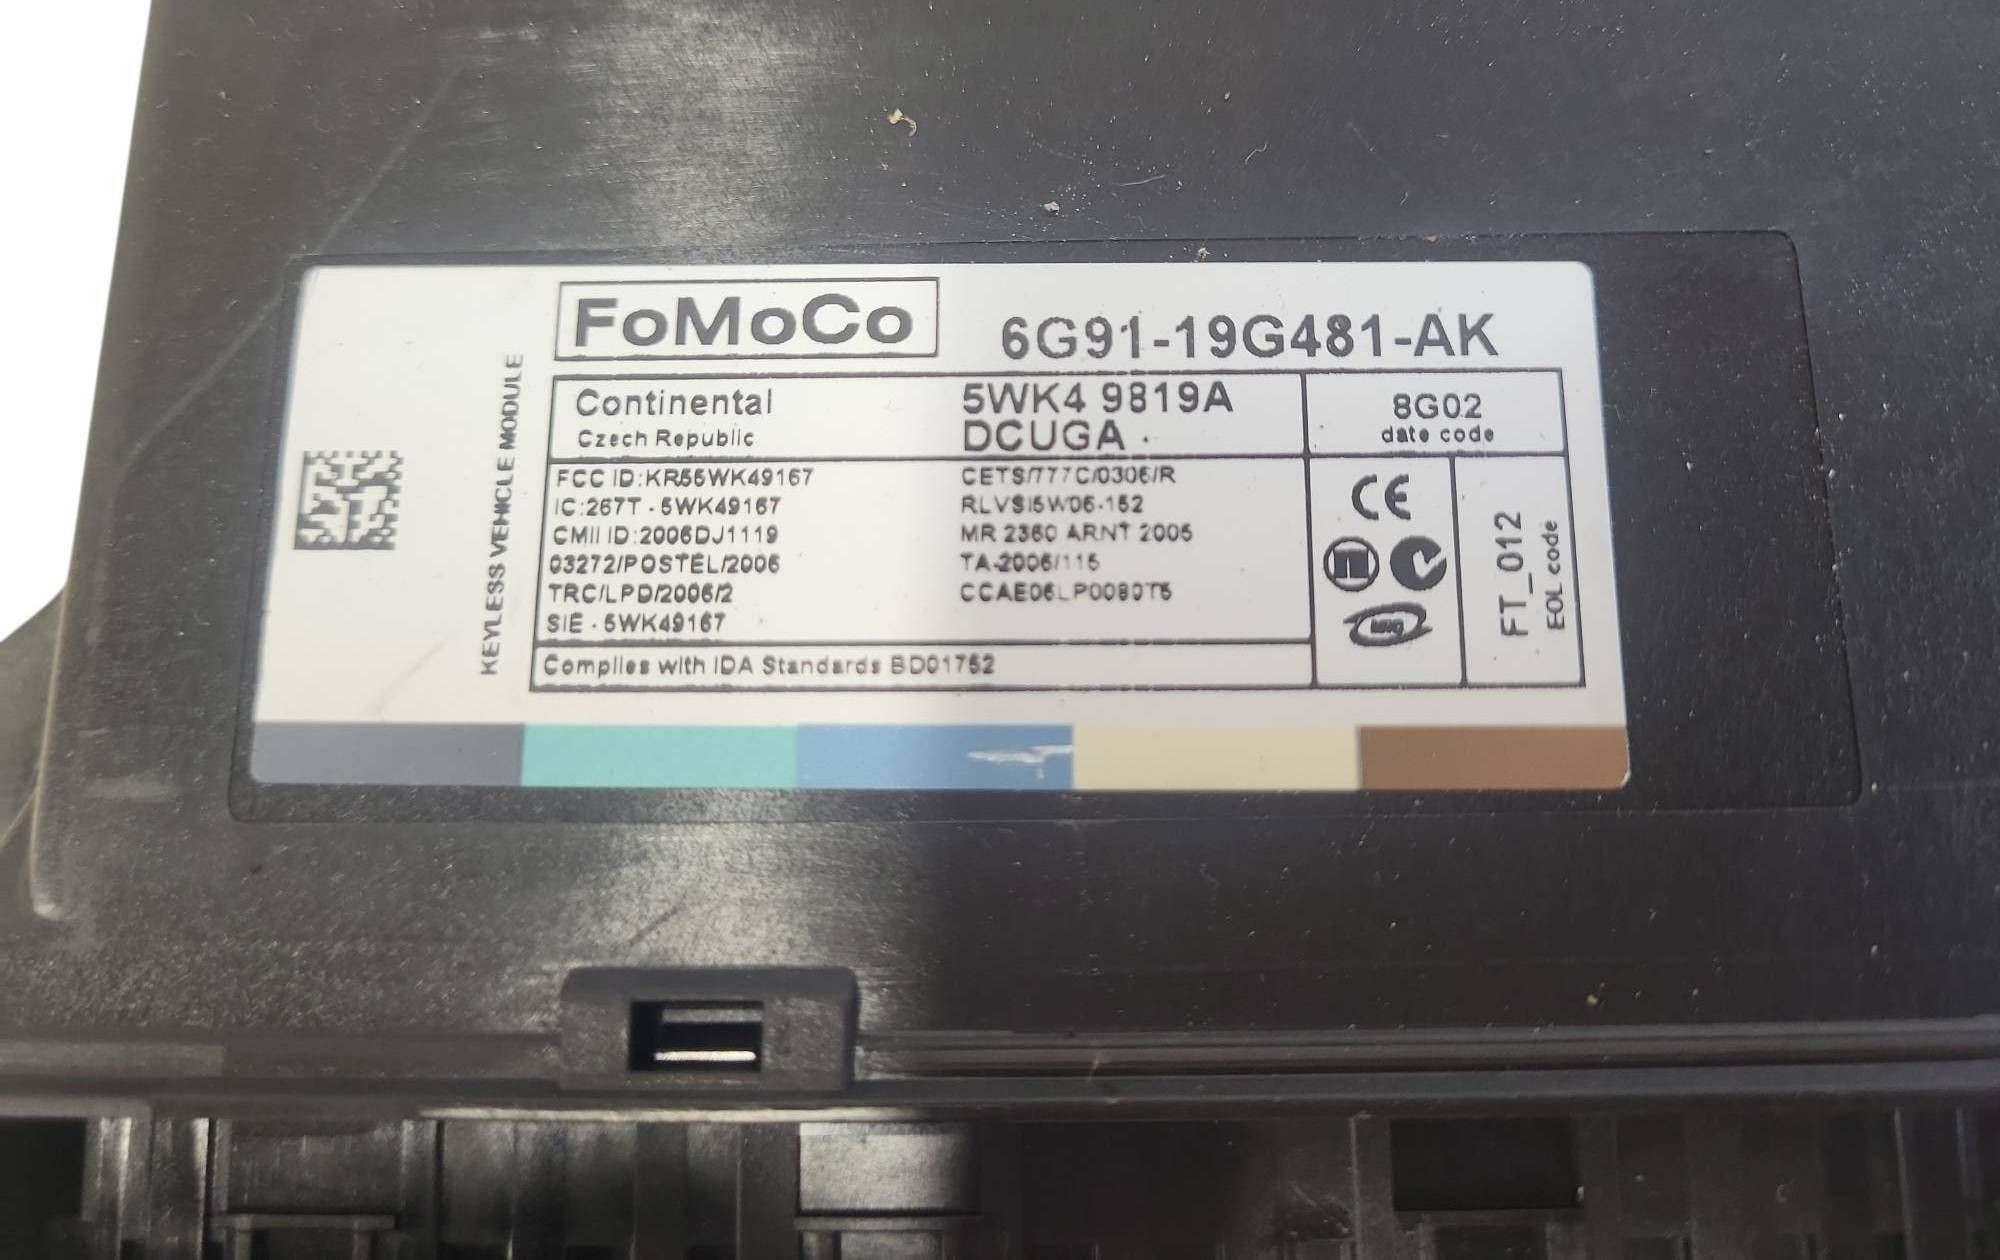 FoMoCo
6G91-19G481-AK
KEYLESS VEHICLE MODULE
Continental
Czech Republic
5WK4 9819A
DCUGA
8G02
date code
FCC ID:KR55WK49167
IC:267T - 5WK49167
CMII ID:2006DJ1119
03272/POSTEL/2006
TRC/LPD/2006/2
SIE - 5WK49167
CETS/777C/0306/R
RLVSI5W06-152
MR 2360 ARNT 2005
TA-2006/115
CCAE06LP0080T5
CE
FT_012
EOL code
Complies with IDA Standards BD01752